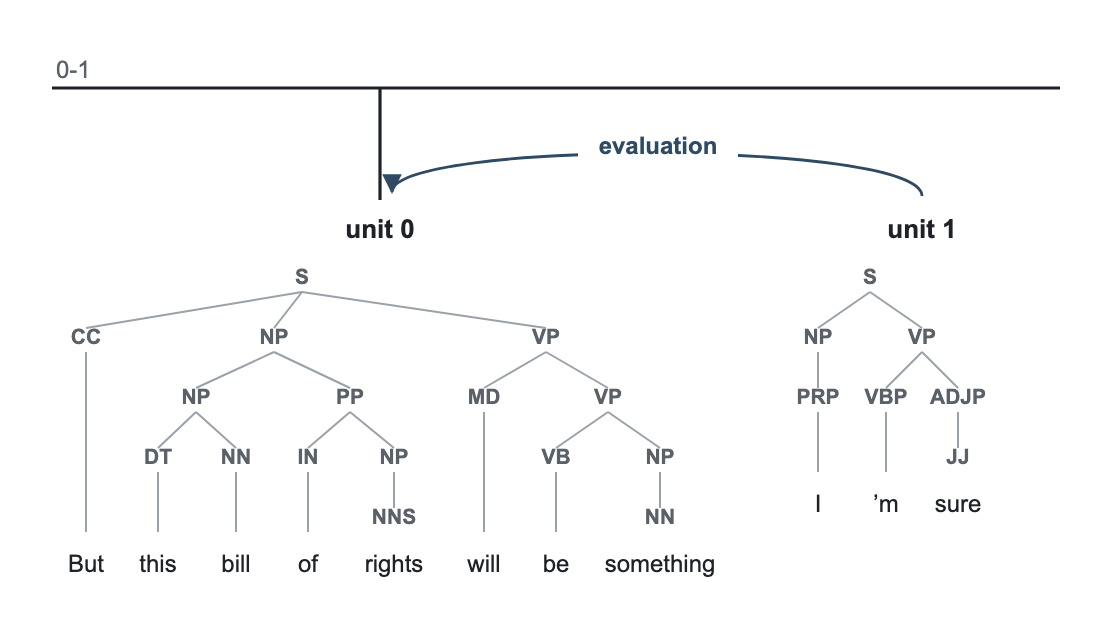 0-1
evaluation
unit 0 unit 1
S S
CC NP VP NP VP
NP PP MD VP PRP VBP ADJP
DT NN IN NP VB NP JJ
I ’m sure
NNS NN
But this bill of rights will be something